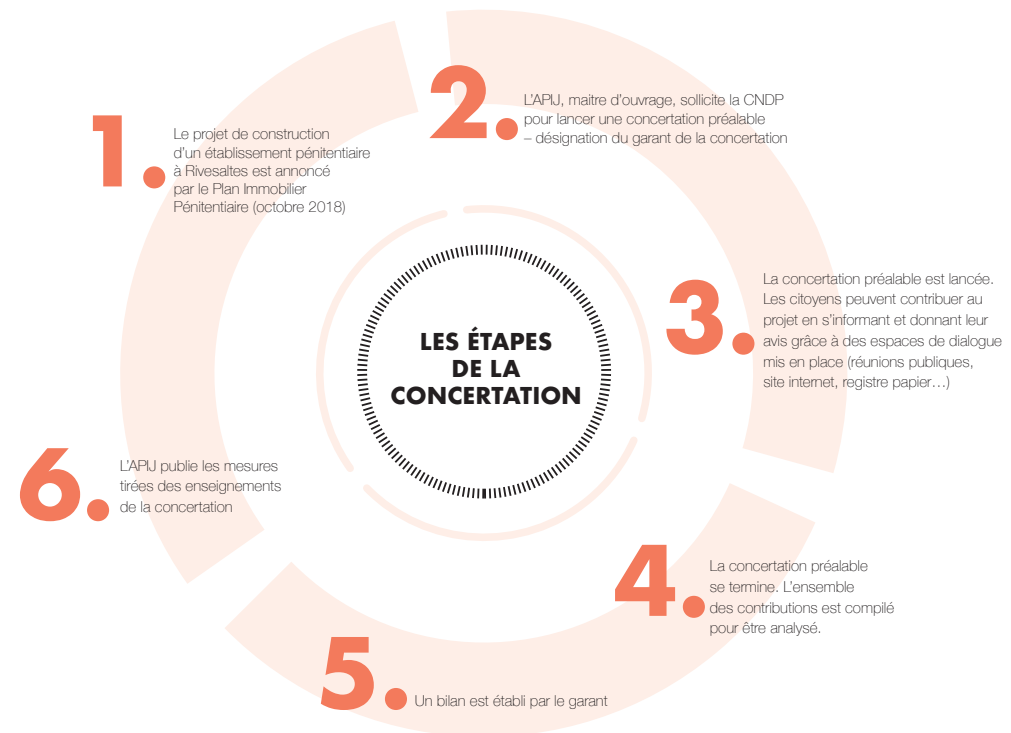 LES ÉTAPES
DE LA
CONCERTATION
1.
Le projet de construction
d'un établissement pénitentiaire
à Rivesaltes est annoncé
par le Plan Immobilier
Pénitentiaire (octobre 2018)
2.
L'APIJ, maitre d'ouvrage, sollicite la CNDP
pour lancer une concertation préalable
– désignation du garant de la concertation
3.
La concertation préalable est lancée.
Les citoyens peuvent contribuer au
projet en s'informant et donnant leur
avis grâce à des espaces de dialogue
mis en place (réunions publiques,
site internet, registre papier…)
4.
La concertation préalable
se termine. L'ensemble
des contributions est compilé
pour être analysé.
5.
Un bilan est établi par le garant
6.
L'APIJ publie les mesures
tirées des enseignements
de la concertation